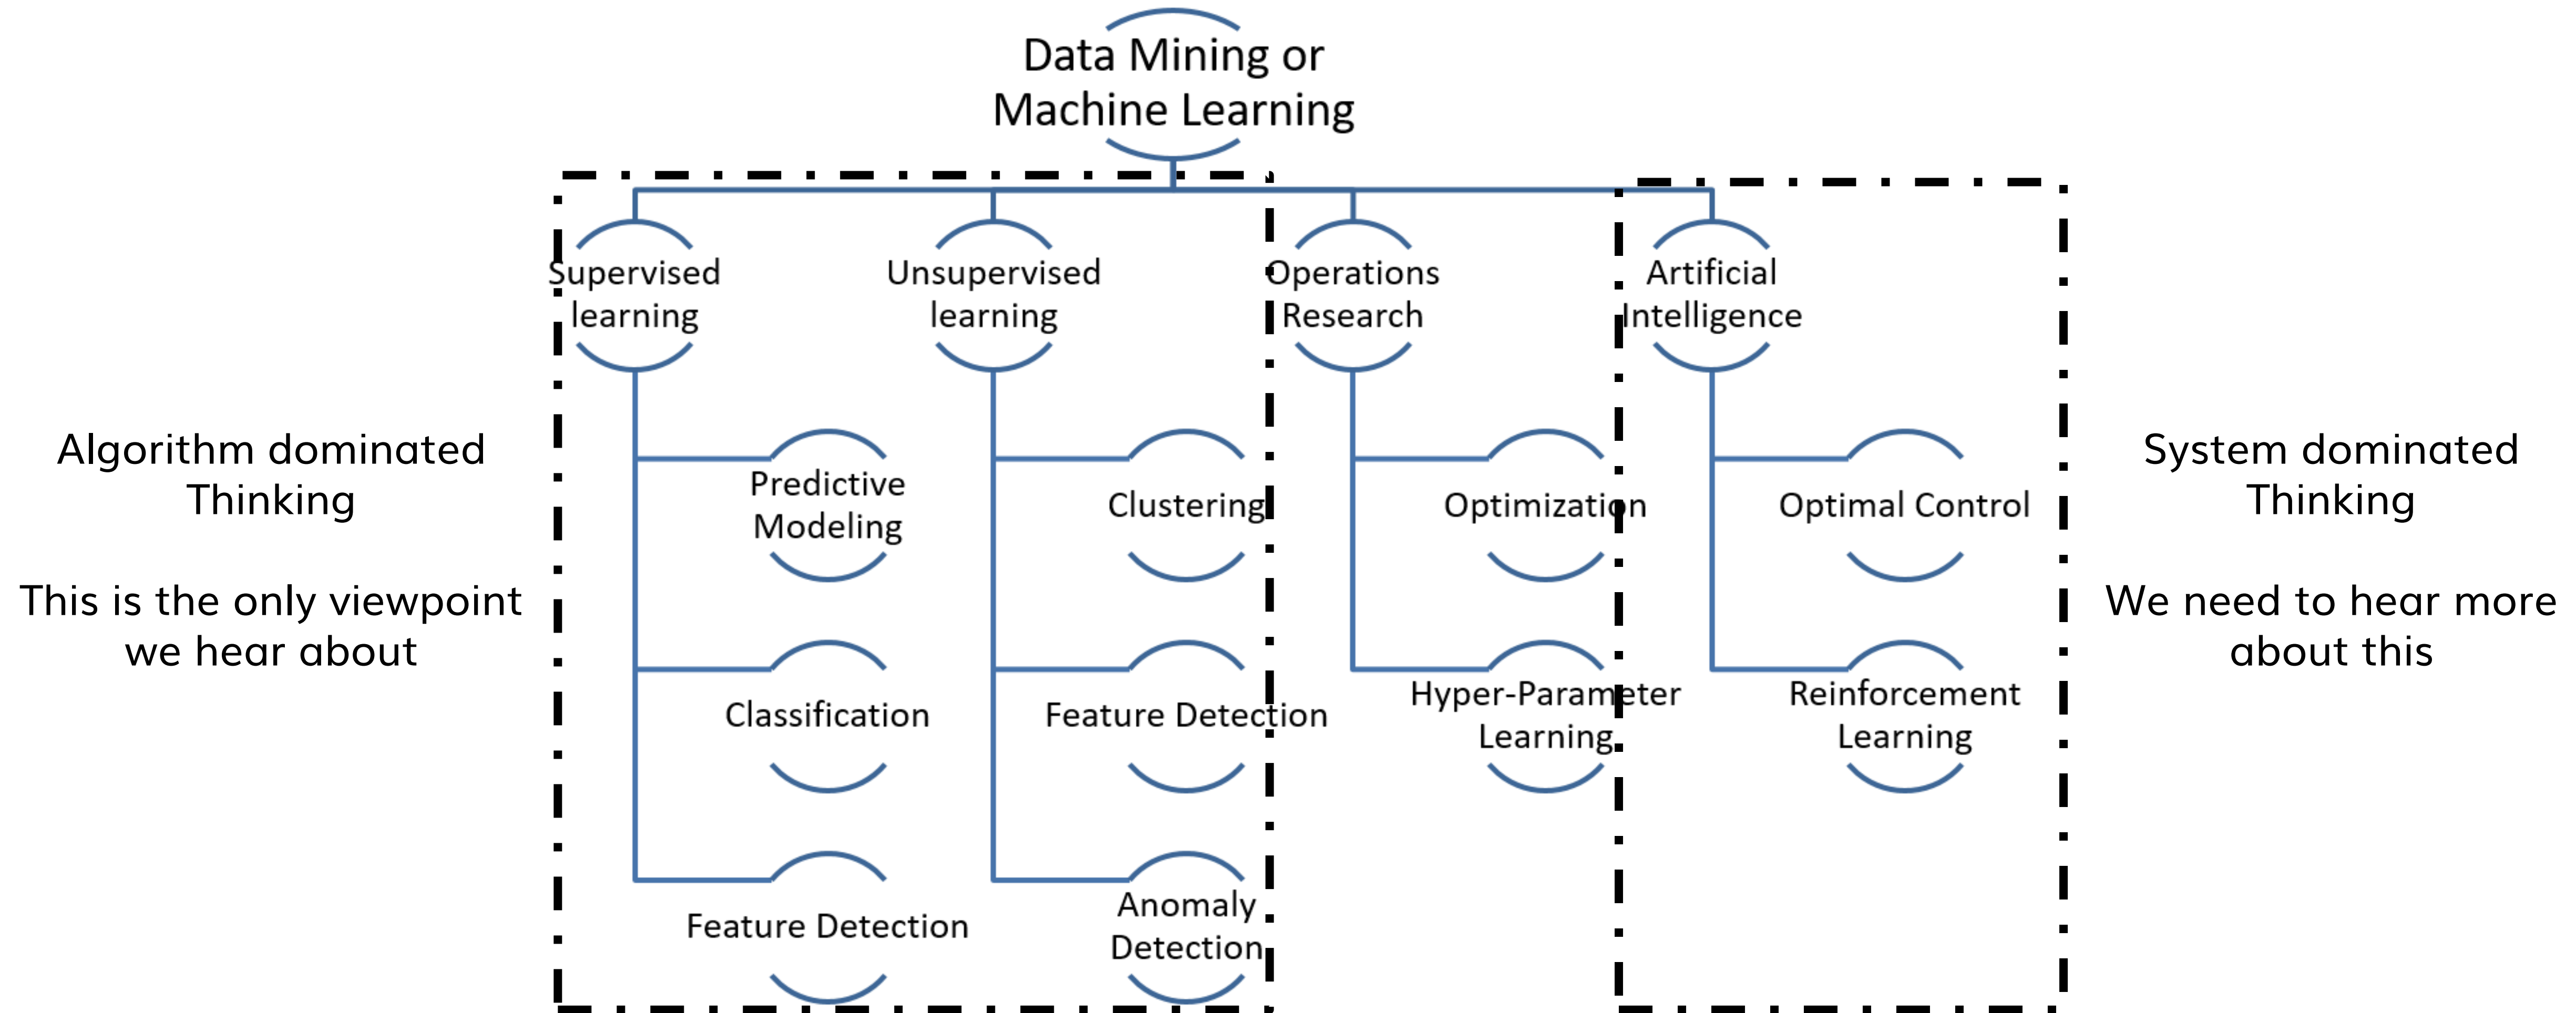 Data Mining or
Machine Learning
Supervised
learning
Unsupervised
learning
Operations
Research
Artificial
Intelligence
Algorithm dominated
Thinking
This is the only viewpoint
we hear about
Predictive
Modeling
Classification
Feature Detection
Clustering
Feature Detection
Anomaly
Detection
Optimization
Hyper-Parameter
Learning
Optimal Control
Reinforcement
Learning
System dominated
Thinking
We need to hear more
about this